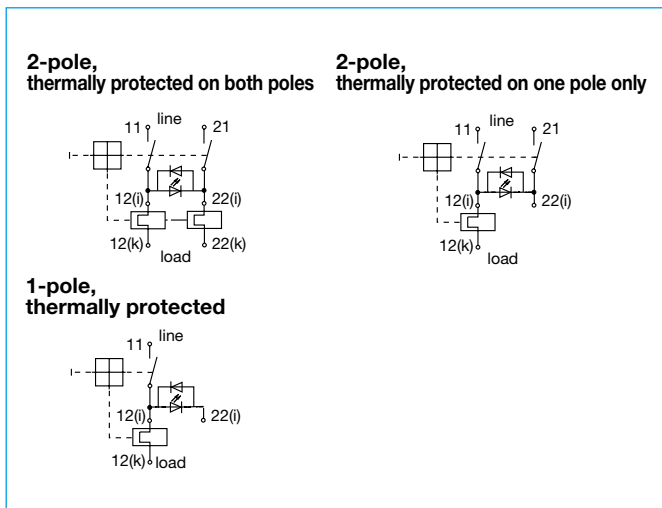 2-pole,
thermally protected on both poles
line
11
21
12(i)
22(i)
12(k)
22(k)
load
2-pole,
thermally protected on one pole only
line
11
21
12(i)
22(i)
12(k)
load
1-pole,
thermally protected
line
11
12(i)
22(i)
12(k) load